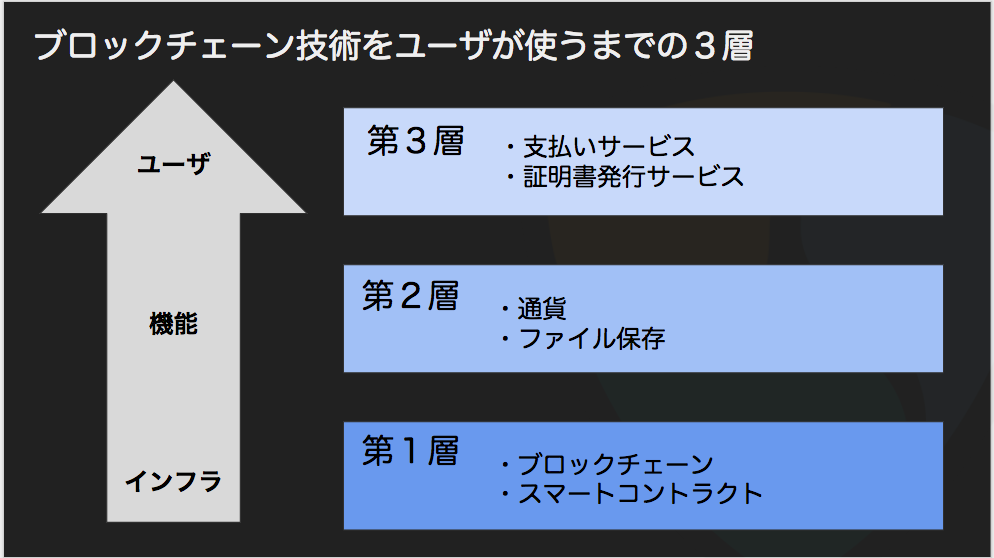 ブロックチェーン技術をユーザが使うまでの３層
ユーザ
第３層
・支払いサービス
・証明書発行サービス
機能
第２層
・通貨
・ファイル保存
インフラ
第１層
・ブロックチェーン
・スマートコントラクト